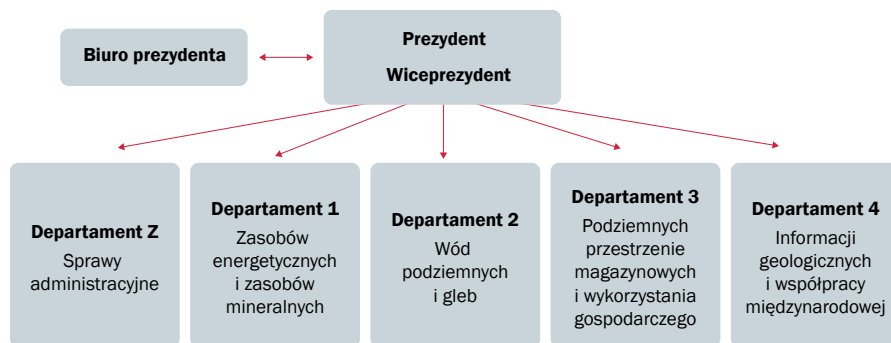 Biuro prezydenta
Prezydent
Wiceprezydent
Departament Z
Sprawy
administracyjne
Departament 1
Zasobów
energetycznych
i zasobów
mineralnych
Departament 2
Wód
podziemnych
i gleb
Departament 3
Podziemnych
przestrzenie
magazynowych
i wykorzystania
gospodarczego
Departament 4
Informacji
geologicznych
i współpracy
międzynarodowej